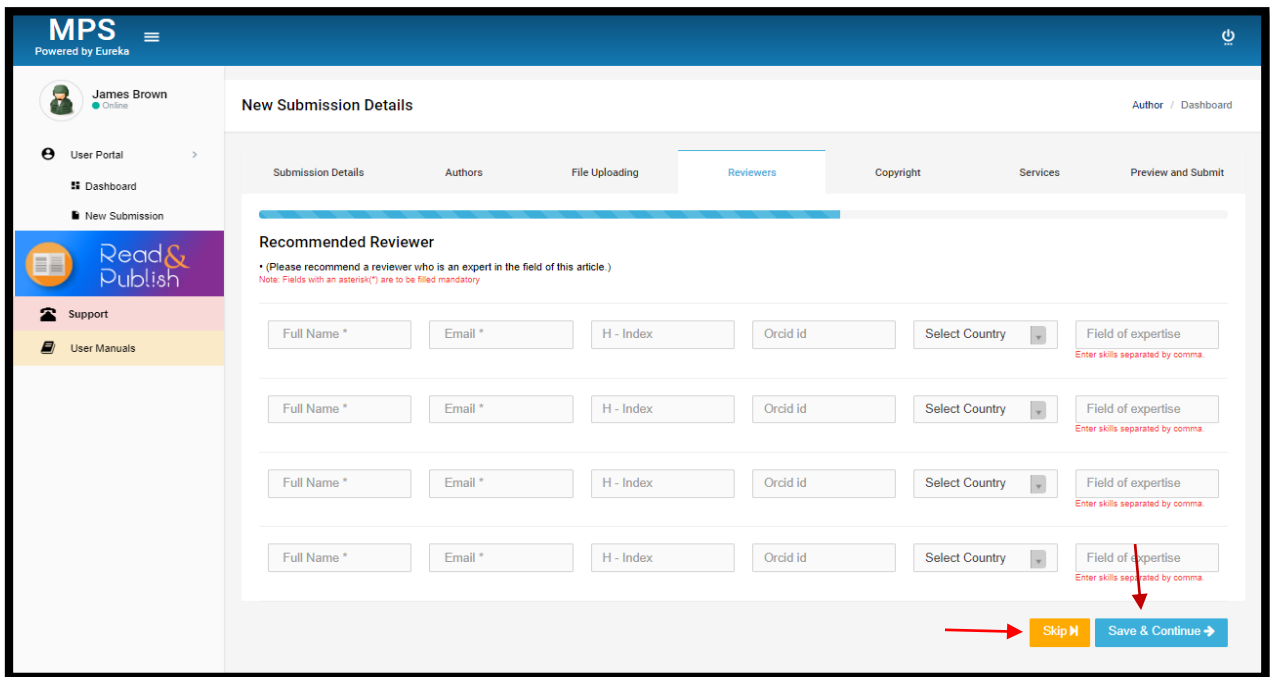 MPS
Powered by Eureka
James Brown
Online
New Submission Details
Author / Dashboard
User Portal
Dashboard
New Submission
Read&
Publ!sh
Support
User Manuals
Submission Details Authors File Uploading Reviewers Copyright Services Preview and Submit
Recommended Reviewer
• (Please recommend a reviewer who is an expert in the field of this article.)
Note: Fields with an asterisk(*) are to be filled mandatory
Full Name * Email * H - Index Orcid id Select Country Field of expertise
Enter skills separated by comma.
Full Name * Email * H - Index Orcid id Select Country Field of expertise
Enter skills separated by comma.
Full Name * Email * H - Index Orcid id Select Country Field of expertise
Enter skills separated by comma.
Full Name * Email * H - Index Orcid id Select Country Field of expertise
Enter skills separated by comma.
Skip Save & Continue